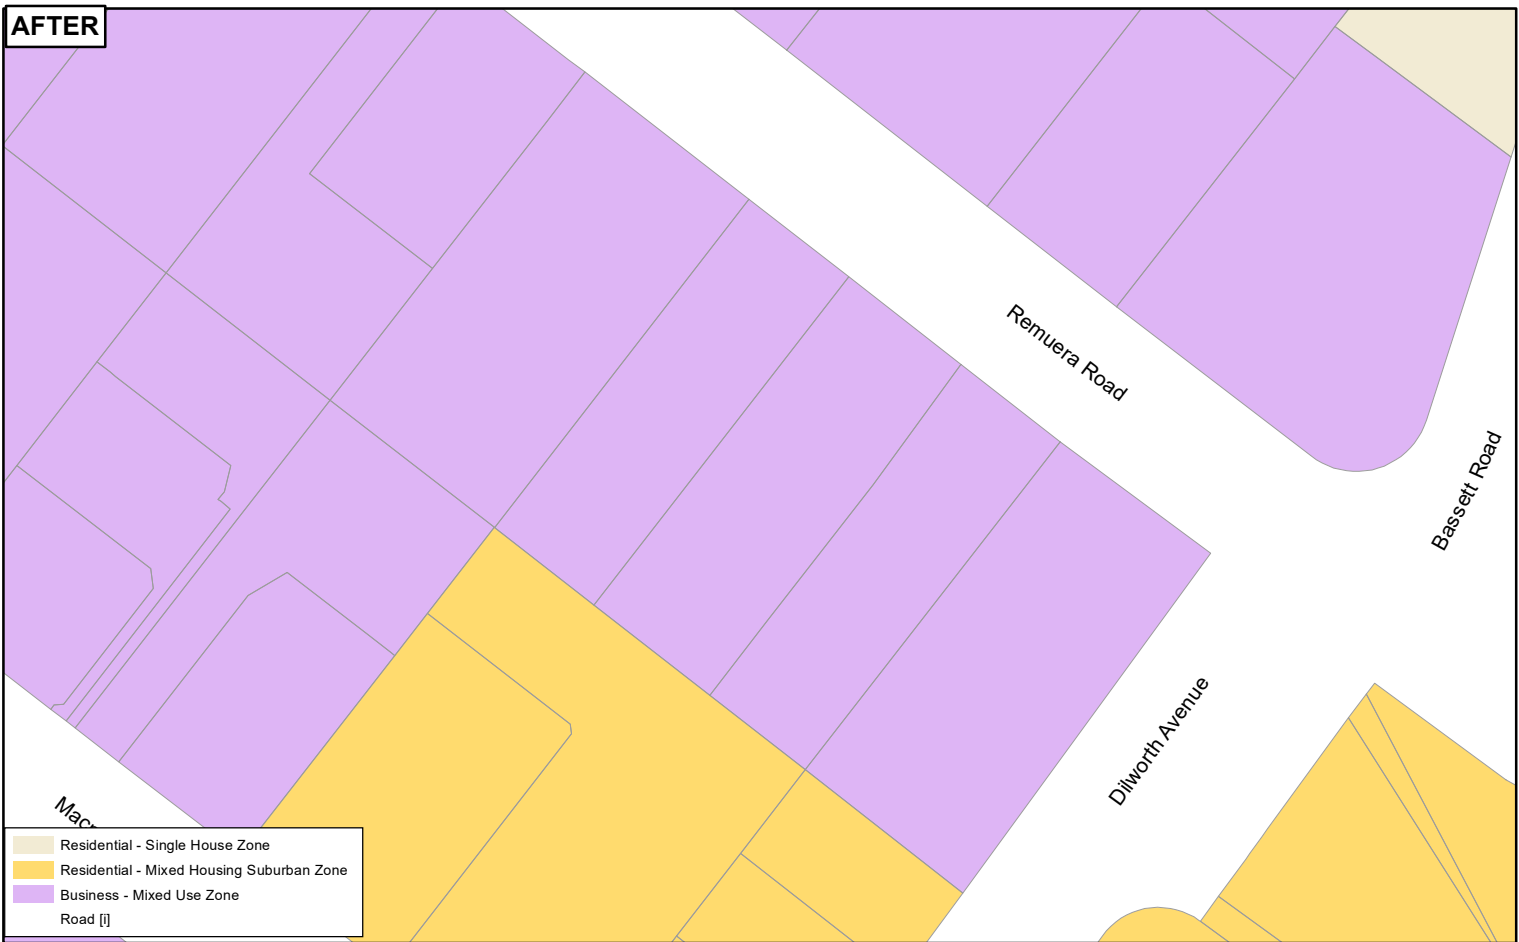 AFTER
Remuera Road
Bassett Road
Dilworth Avenue
Residential - Single House Zone
Residential - Mixed Housing Suburban Zone
Business - Mixed Use Zone
Road [i]